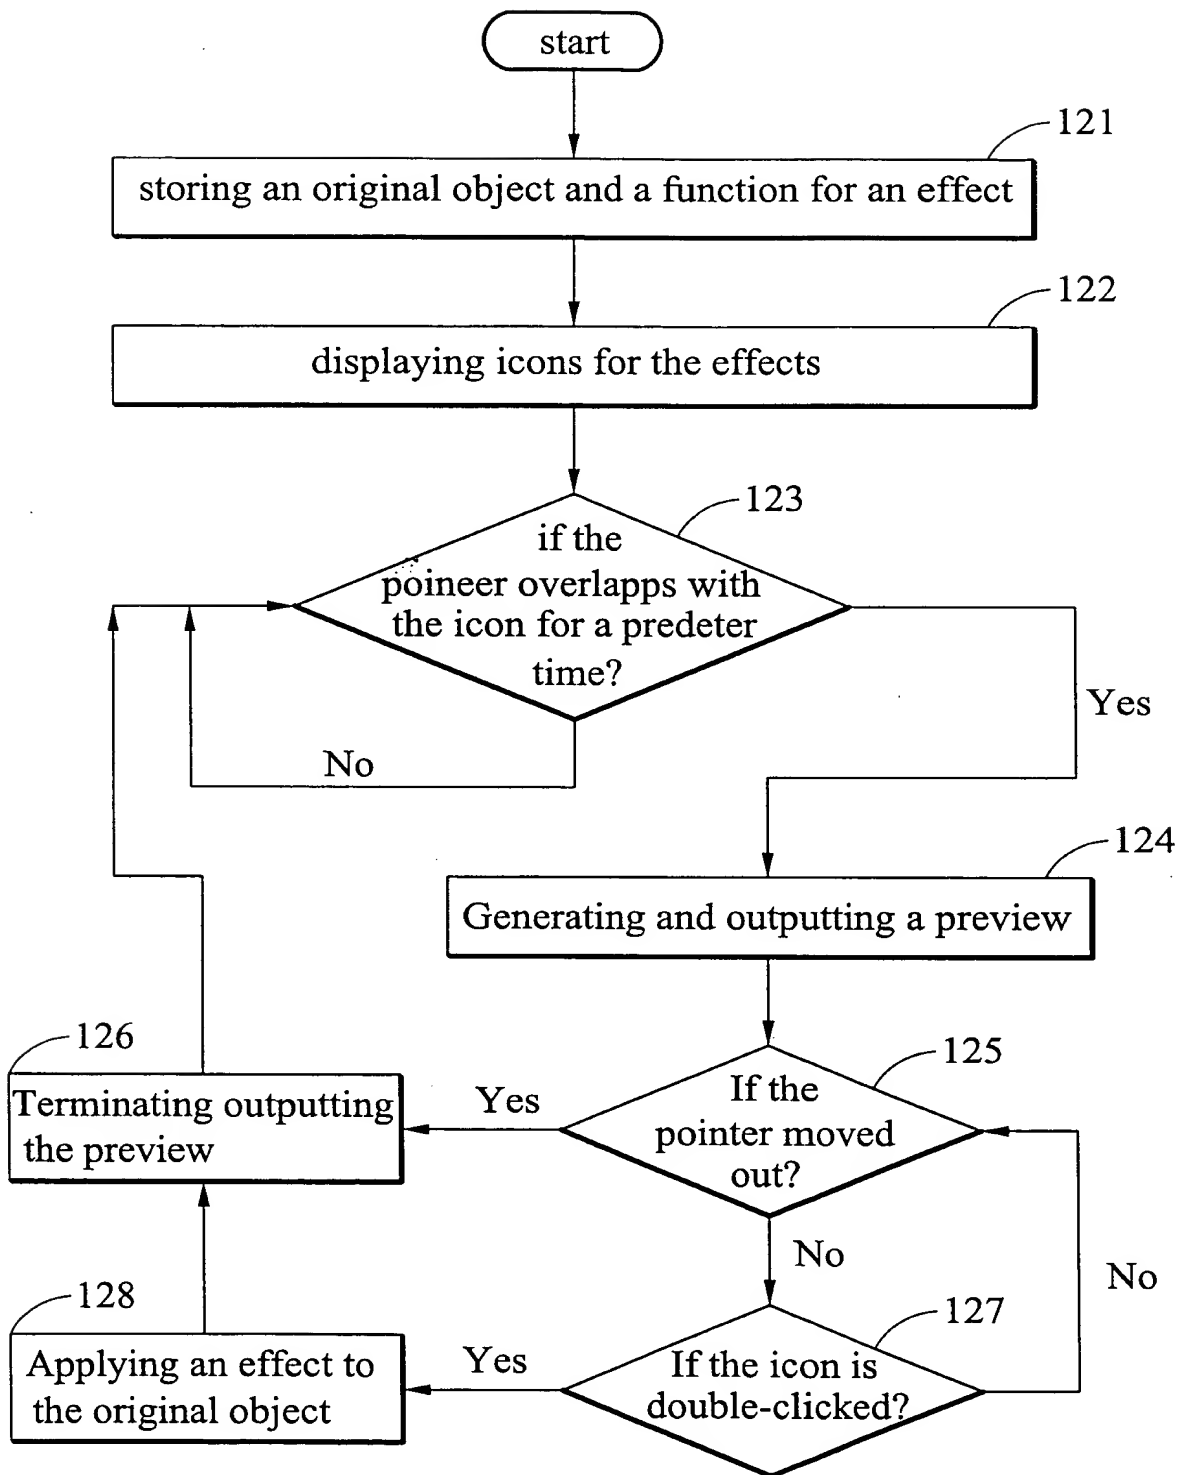 start
121
storing an original object and a function for an effect
122
displaying icons for the effects
123
if the
poineer overlapps with
the icon for a predeter
time?
Yes
No
124
Generating and outputting a preview
126
125
Terminating outputting
the preview
Yes
If the
pointer moved
out?
No
No
128
127
Applying an effect to
the original object
Yes
If the icon is
double-clicked?